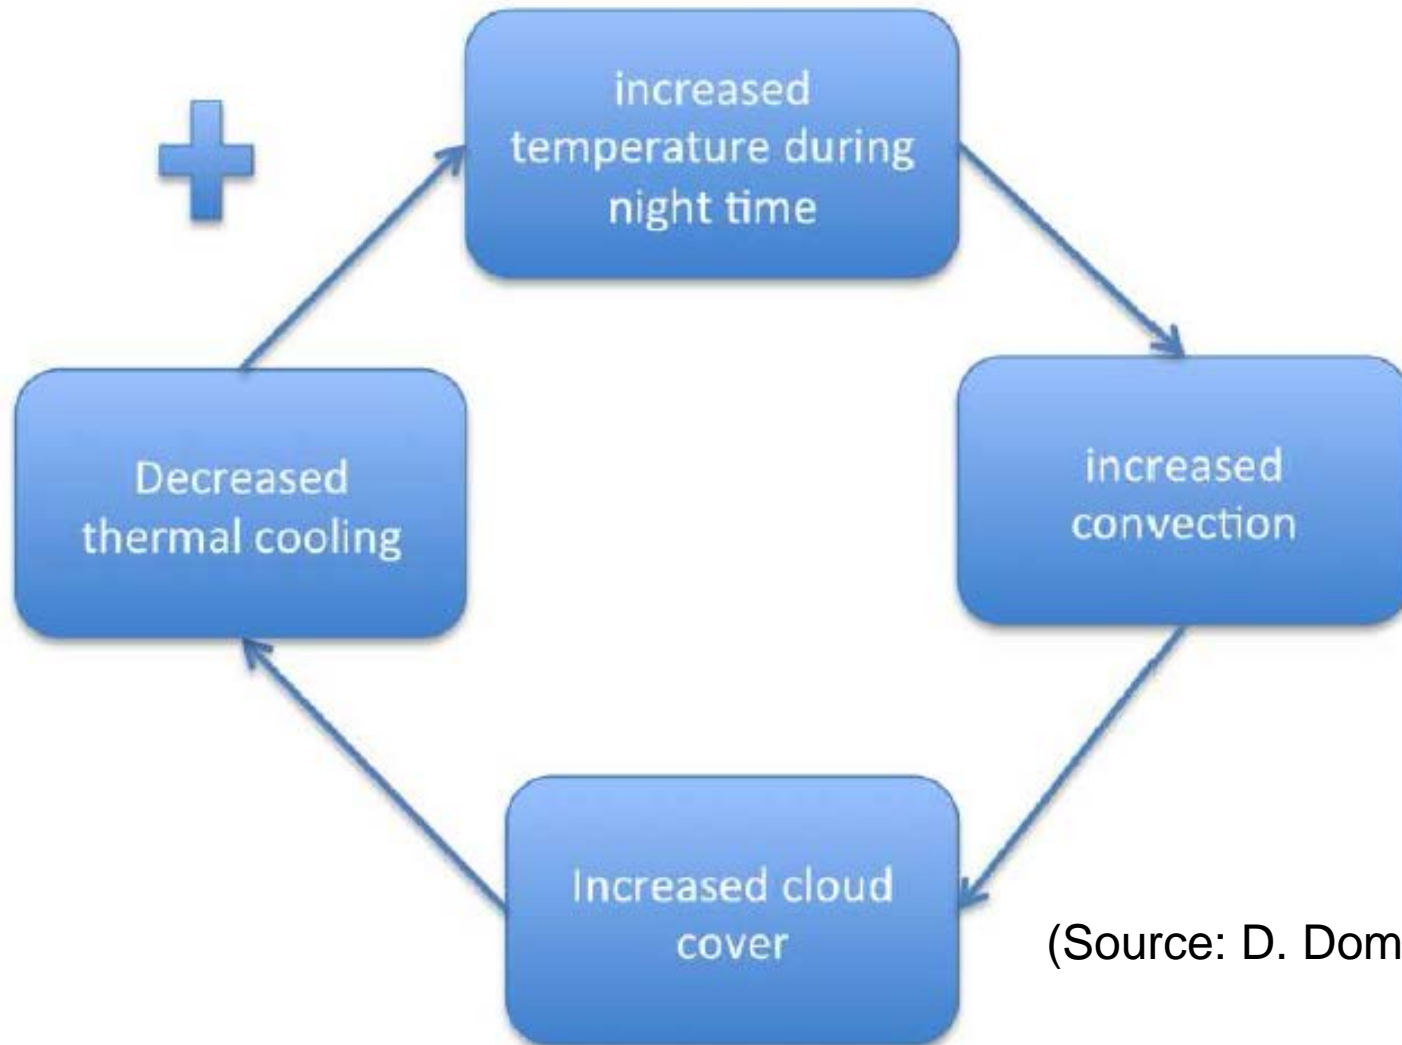 increased
temperature during
night time
increased
convection
Increased cloud
cover
Decreased
thermal cooling
(Source: D. Dom